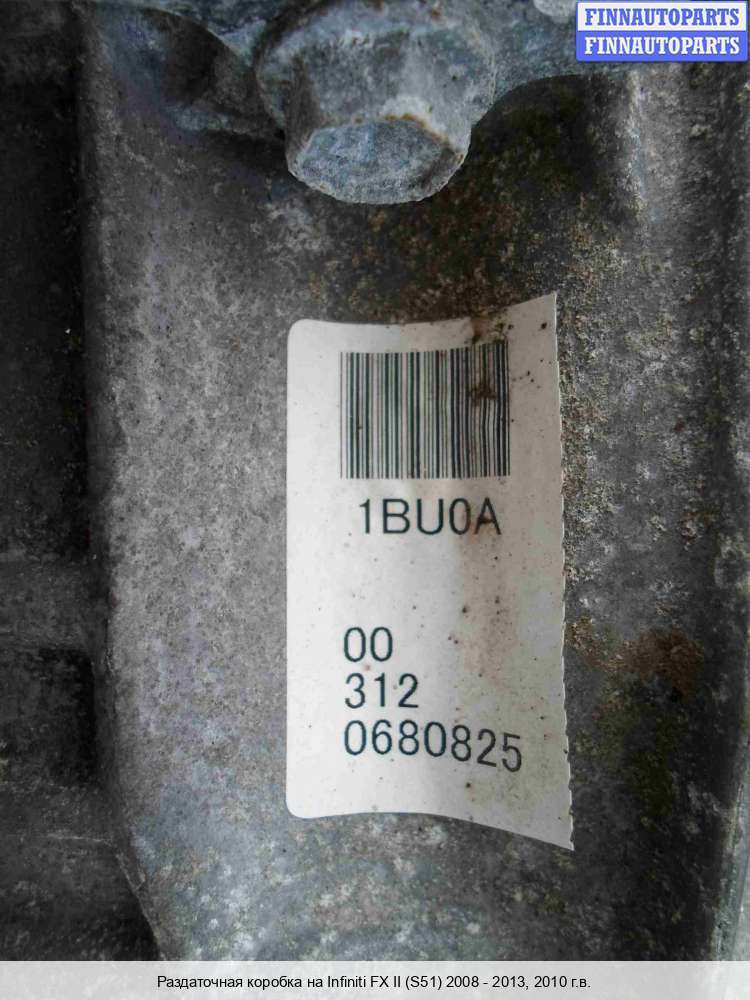 FINNAUTOPARTS
FINNAUTOPARTS
1BU0A
00
312
0680825
Раздаточная коробка на Infiniti FX II (S51) 2008 - 2013, 2010 г.в.